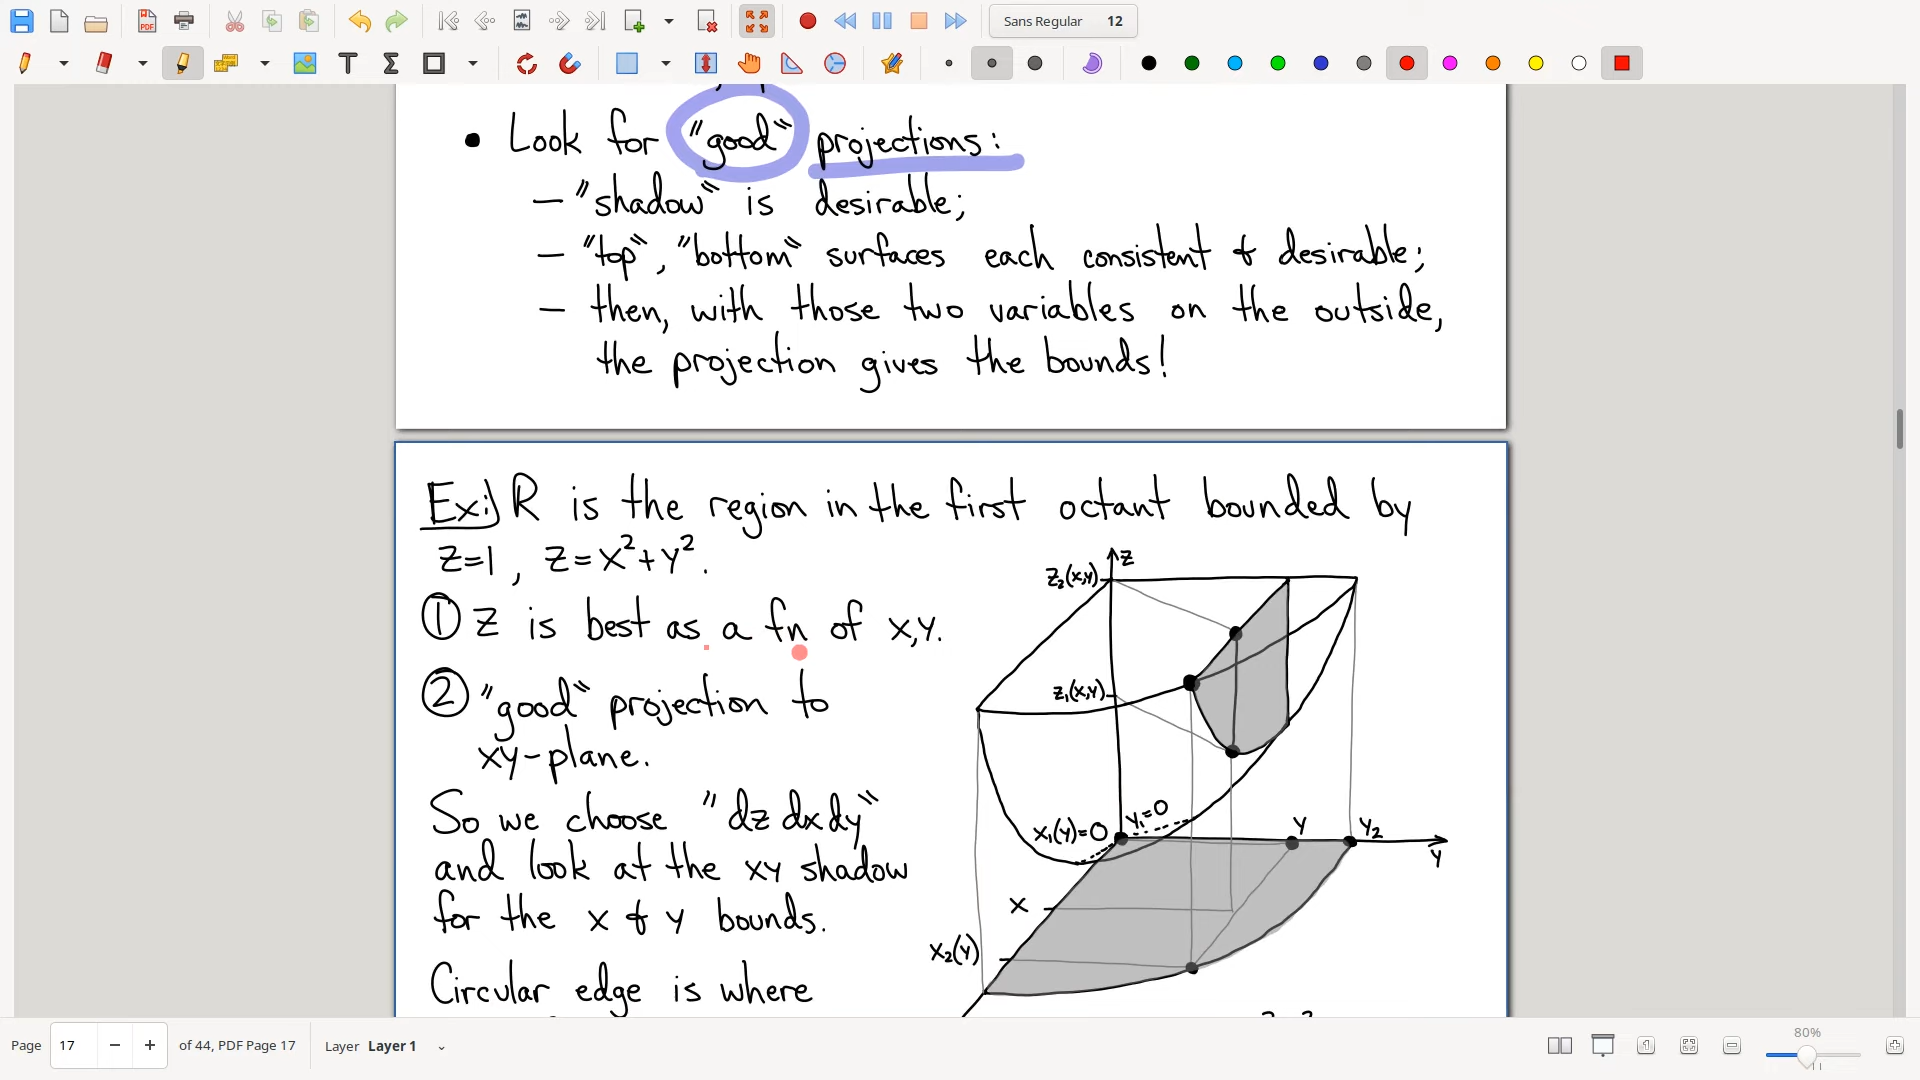 Sans Regular 12
• Look for "good" projections:
— "shadow" is desirable;
— "top", "bottom" surfaces each consistent & desirable;
— then, with those two variables on the outside,
the projection gives the bounds!
Ex: R is the region in the first octant bounded by
z=1, z=x²+y².
① z is best as a fn of x,y.
② "good" projection to
xy-plane.
So we choose "dz dx dy"
and look at the xy shadow
for the x & y bounds.
Circular edge is where
z
z₂(x,y)
z₁(x,y)
x₁(y)=0
y₁=0
y
y₂
y
x
x₂(y)
Page 17 of 44, PDF Page 17 Layer Layer 1
80%